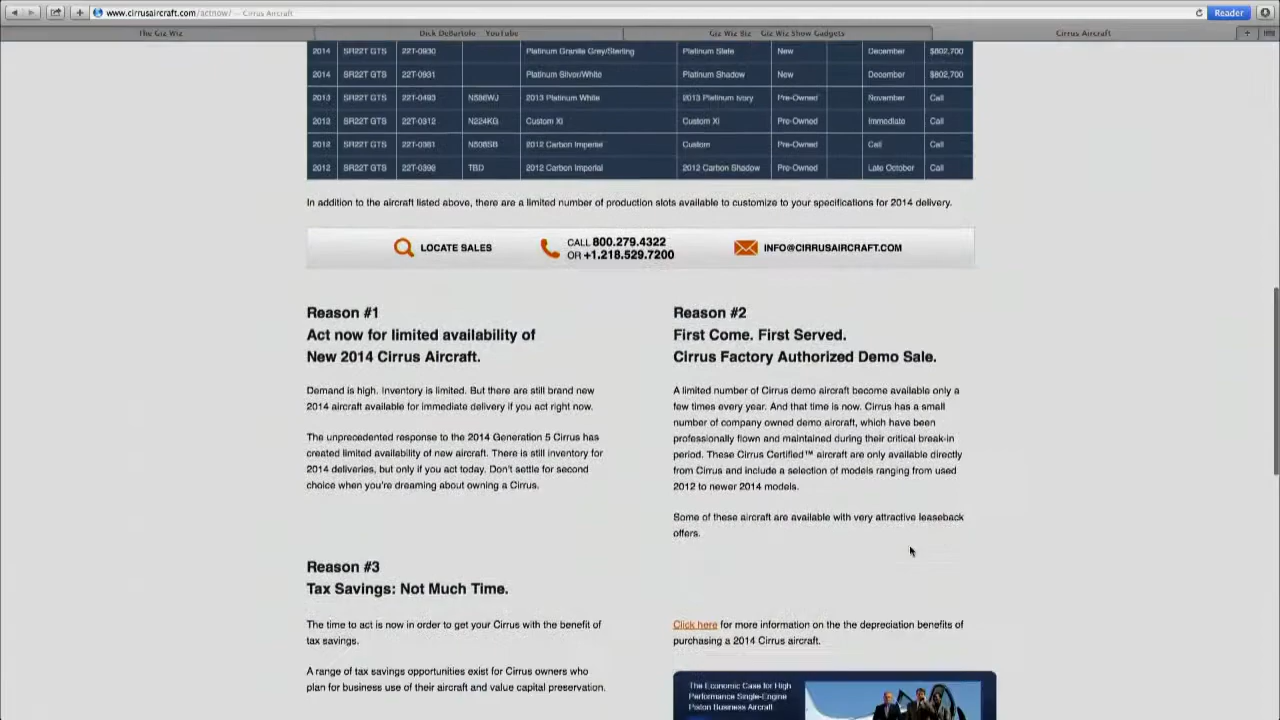 www.cirrusaircraft.com/actnow/ — Cirrus Aircraft
Reader
The Giz Wiz
Dick DeBartolo YouTube
Giz Wiz Biz Giz Wiz Show Gadgets
Cirrus Aircraft
2014 SR22T GTS 22T-0930 Platinum Granite Grey/Sterling Platinum Slate New December $802,700
2014 SR22T GTS 22T-0931 Platinum Silver/White Platinum Shadow New December $802,700
2013 SR22T GTS 22T-0493 N586WJ 2013 Platinum White 2013 Platinum Ivory Pre-Owned November Call
SR22T GTS 22T-0312 N224KG Custom Xi Custom Xi Pre-Owned Immediate Call
2012 SR22T GTS Custom Pre-Owned Call Call
2012 SR22T GTS TBD 2012 Carbon Imperial 2012 Carbon Shadow Pre-Owned Late October Call
In addition to the aircraft listed above, there are a limited number of production slots available to customize to your specifications for 2014 delivery.
LOCATE SALES
CALL 800.279.4322
OR +1.218.529.7200
INFO@CIRRUSAIRCRAFT.COM
Reason #1
Act now for limited availability of
New 2014 Cirrus Aircraft.
Demand is high. Inventory is limited. But there are still brand new
2014 aircraft available for immediate delivery if you act right now.
The unprecedented response to the 2014 Generation 5 Cirrus has
created limited availability of new aircraft. There is still inventory for
2014 deliveries, but only if you act today. Don't settle for second
choice when you're dreaming about owning a Cirrus.
Reason #2
First Come. First Served.
Cirrus Factory Authorized Demo Sale.
A limited number of Cirrus demo aircraft become available only a
few times every year. And that time is now. Cirrus has a small
number of company owned demo aircraft, which have been
professionally flown and maintained during their critical break-in
period. These Cirrus Certified™ aircraft are only available directly
from Cirrus and include a selection of models ranging from used
2012 to newer 2014 models.
Some of these aircraft are available with very attractive leaseback
offers.
Reason #3
Tax Savings: Not Much Time.
The time to act is now in order to get your Cirrus with the benefit of
tax savings.
A range of tax savings opportunities exist for Cirrus owners who
plan for business use of their aircraft and value capital preservation.
Click here for more information on the the depreciation benefits of
purchasing a 2014 Cirrus aircraft.
The Economic Case for High
Performance Single-Engine
Piston Business Aircraft